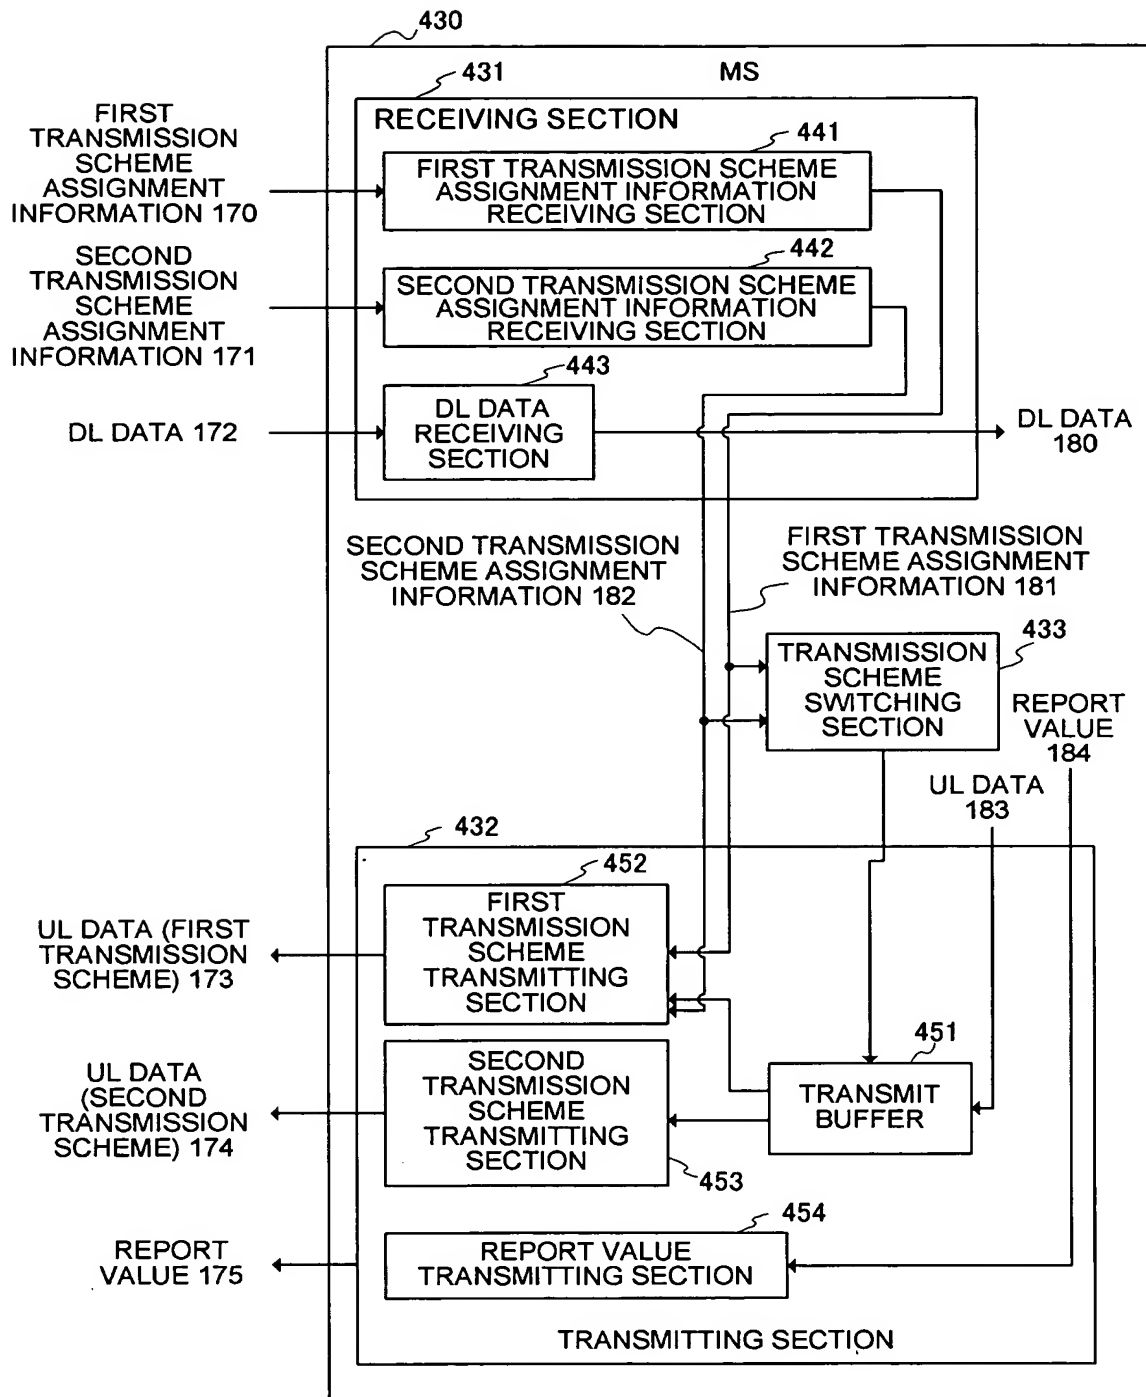 430
MS
431
RECEIVING SECTION
FIRST
TRANSMISSION
SCHEME
ASSIGNMENT
INFORMATION 170
441
FIRST TRANSMISSION SCHEME
ASSIGNMENT INFORMATION
RECEIVING SECTION
SECOND
TRANSMISSION
SCHEME
ASSIGNMENT
INFORMATION 171
442
SECOND TRANSMISSION SCHEME
ASSIGNMENT INFORMATION
RECEIVING SECTION
443
DL DATA 172
DL DATA
RECEIVING
SECTION
DL DATA
180
SECOND TRANSMISSION
SCHEME ASSIGNMENT
INFORMATION 182
FIRST TRANSMISSION
SCHEME ASSIGNMENT
INFORMATION 181
433
TRANSMISSION
SCHEME
SWITCHING
SECTION
REPORT
VALUE
184
UL DATA
183
432
452
FIRST
TRANSMISSION
SCHEME
TRANSMITTING
SECTION
UL DATA (FIRST
TRANSMISSION
SCHEME) 173
451
TRANSMIT
BUFFER
UL DATA
(SECOND
TRANSMISSION
SCHEME) 174
SECOND
TRANSMISSION
SCHEME
TRANSMITTING
SECTION
453
454
REPORT
VALUE 175
REPORT VALUE
TRANSMITTING SECTION
TRANSMITTING SECTION